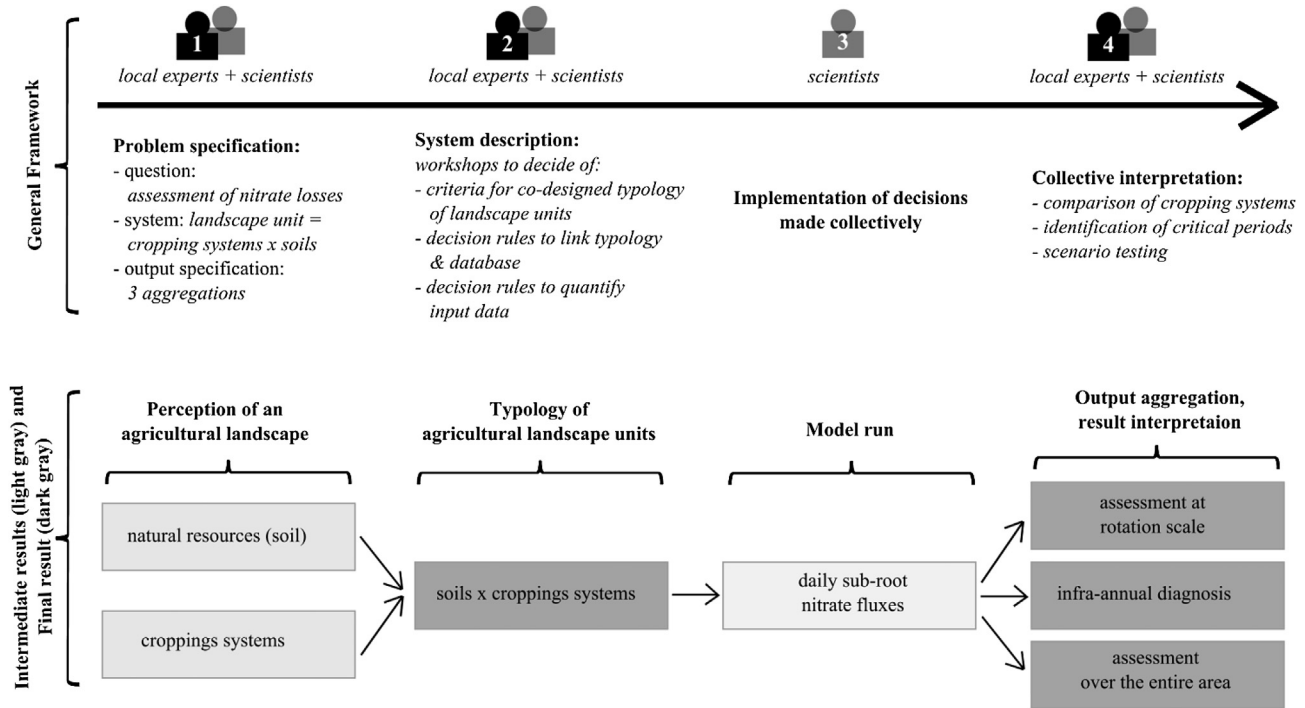 General Framework
1
local experts + scientists
2
local experts + scientists
3
scientists
4
local experts + scientists
Problem specification:
- question:
assessment of nitrate losses
- system: landscape unit =
cropping systems x soils
- output specification:
3 aggregations
System description:
workshops to decide of:
- criteria for co-designed typology
of landscape units
- decision rules to link typology
& database
- decision rules to quantify
input data
Implementation of decisions
made collectively
Collective interpretation:
- comparison of cropping systems
- identification of critical periods
- scenario testing
Intermediate results (light gray) and
Final result (dark gray)
Perception of an
agricultural landscape
natural resources (soil)
croppings systems
Typology of
agricultural landscape units
soils x croppings systems
Model run
daily sub-root
nitrate fluxes
Output aggregation,
result interpretaion
assessment at
rotation scale
infra-annual diagnosis
assessment
over the entire area